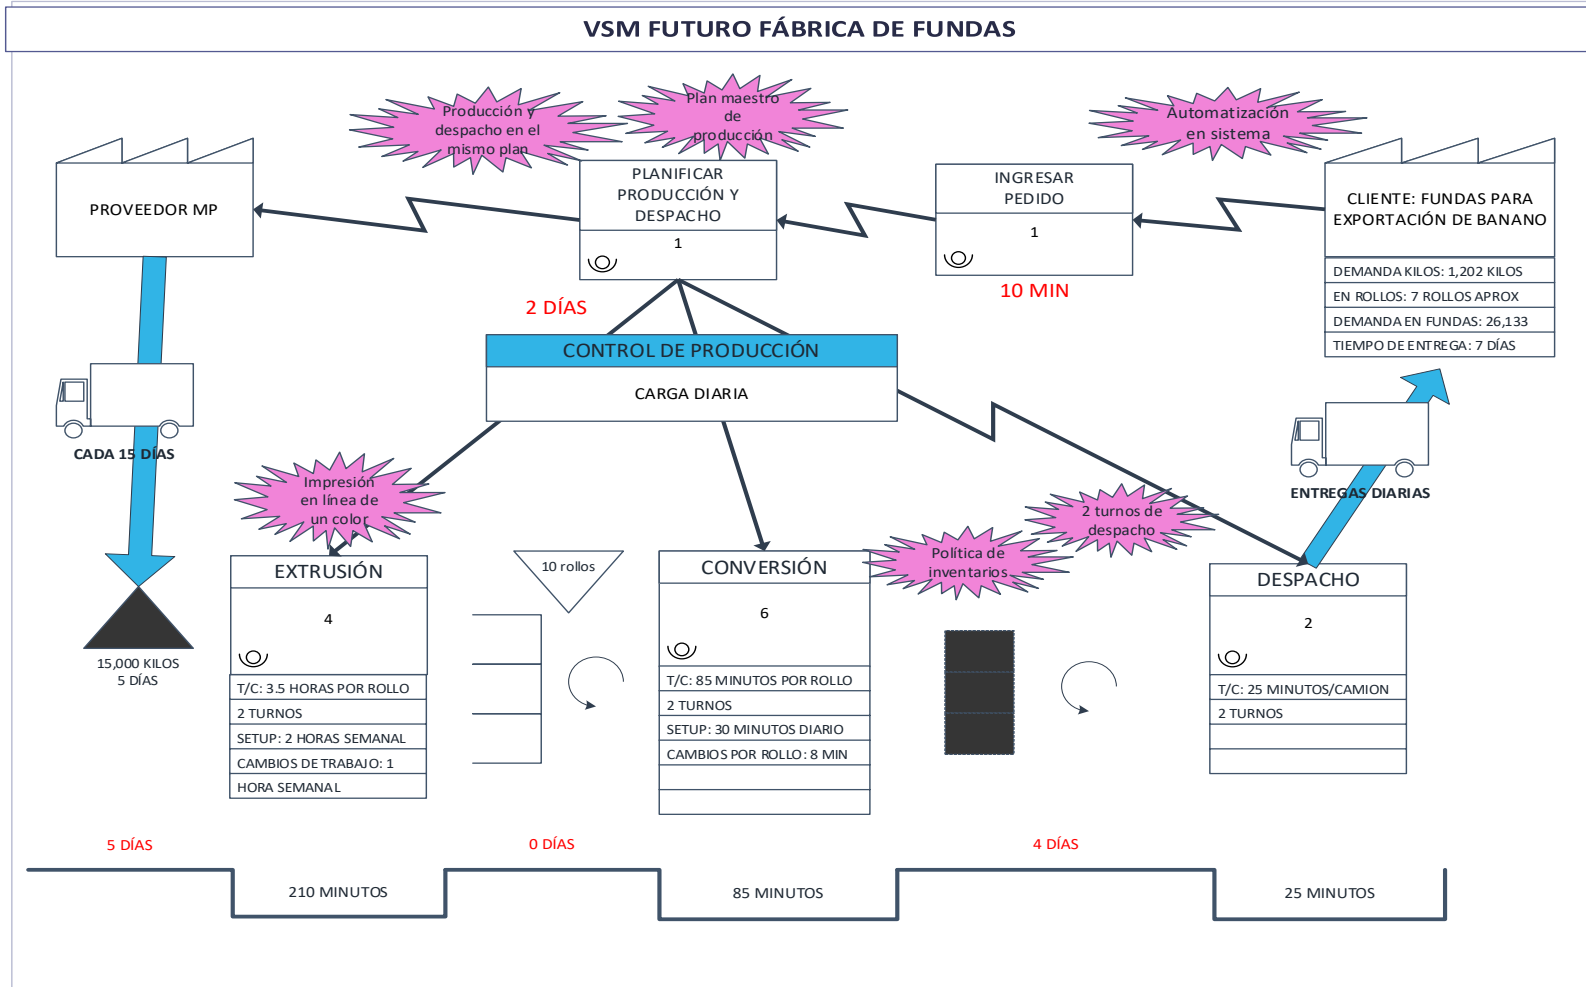 VSM FUTURO FÁBRICA DE FUNDAS
Producción y
despacho en el
mismo plan
Plan maestro
de
producción
Automatización
en sistema
PROVEEDOR MP
PLANIFICAR
PRODUCCIÓN Y
DESPACHO
1
2 DÍAS
INGRESAR
PEDIDO
1
10 MIN
CLIENTE: FUNDAS PARA
EXPORTACIÓN DE BANANO
DEMANDA KILOS: 1,202 KILOS
EN ROLLOS: 7 ROLLOS APROX
DEMANDA EN FUNDAS: 26,133
TIEMPO DE ENTREGA: 7 DÍAS
CONTROL DE PRODUCCIÓN
CARGA DIARIA
CADA 15 DÍAS
ENTREGAS DIARIAS
Impresión
en línea de
un color
2 turnos de
despacho
Política de
inventarios
15,000 KILOS
5 DÍAS
EXTRUSIÓN
4
T/C: 3.5 HORAS POR ROLLO
2 TURNOS
SETUP: 2 HORAS SEMANAL
CAMBIOS DE TRABAJO: 1
HORA SEMANAL
10 rollos
CONVERSIÓN
6
T/C: 85 MINUTOS POR ROLLO
2 TURNOS
SETUP: 30 MINUTOS DIARIO
CAMBIOS POR ROLLO: 8 MIN
DESPACHO
2
T/C: 25 MINUTOS/CAMION
2 TURNOS
5 DÍAS
0 DÍAS
4 DÍAS
210 MINUTOS
85 MINUTOS
25 MINUTOS